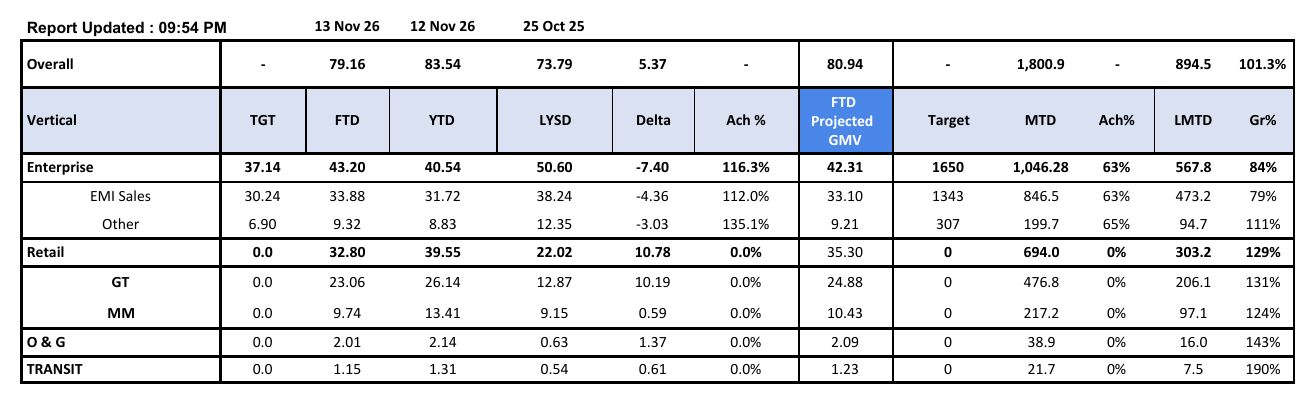 Report Updated : 09:54 PM 13 Nov 26 12 Nov 26 25 Oct 25
Overall - 79.16 83.54 73.79 5.37 - 80.94 - 1,800.9 - 894.5 101.3%
Vertical TGT FTD YTD LYSD Delta Ach % FTD Projected GMV Target MTD Ach% LMTD Gr%
Enterprise 37.14 43.20 40.54 50.60 -7.40 116.3% 42.31 1650 1,046.28 63% 567.8 84%
EMI Sales 30.24 33.88 31.72 38.24 -4.36 112.0% 33.10 1343 846.5 63% 473.2 79%
Other 6.90 9.32 8.83 12.35 -3.03 135.1% 9.21 307 199.7 65% 94.7 111%
Retail 0.0 32.80 39.55 22.02 10.78 0.0% 35.30 0 694.0 0% 303.2 129%
GT 0.0 23.06 26.14 12.87 10.19 0.0% 24.88 0 476.8 0% 206.1 131%
MM 0.0 9.74 13.41 9.15 0.59 0.0% 10.43 0 217.2 0% 97.1 124%
O & G 0.0 2.01 2.14 0.63 1.37 0.0% 2.09 0 38.9 0% 16.0 143%
TRANSIT 0.0 1.15 1.31 0.54 0.61 0.0% 1.23 0 21.7 0% 7.5 190%